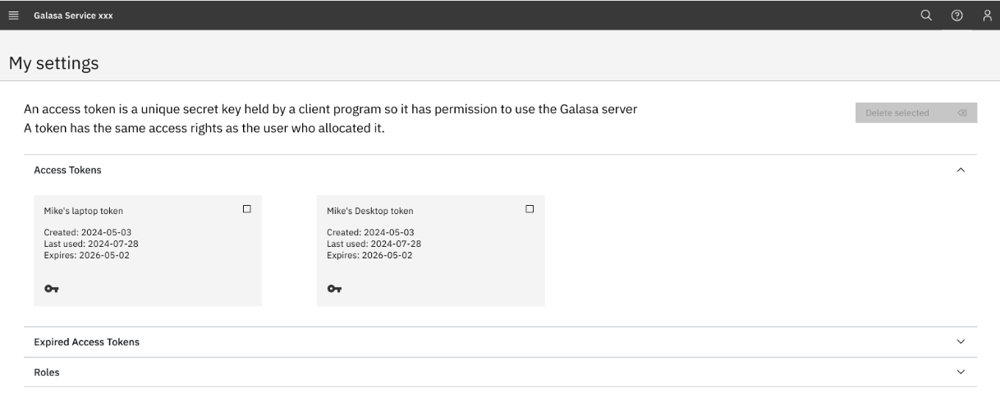 Galasa Service xxx
My settings
An access token is a unique secret key held by a client program so it has permission to use the Galasa server
A token has the same access rights as the user who allocated it.
Delete selected
Access Tokens
Mike's laptop token
Created: 2024-05-03
Last used: 2024-07-28
Expires: 2026-05-02
Mike's Desktop token
Created: 2024-05-03
Last used: 2024-07-28
Expires: 2026-05-02
Expired Access Tokens
Roles